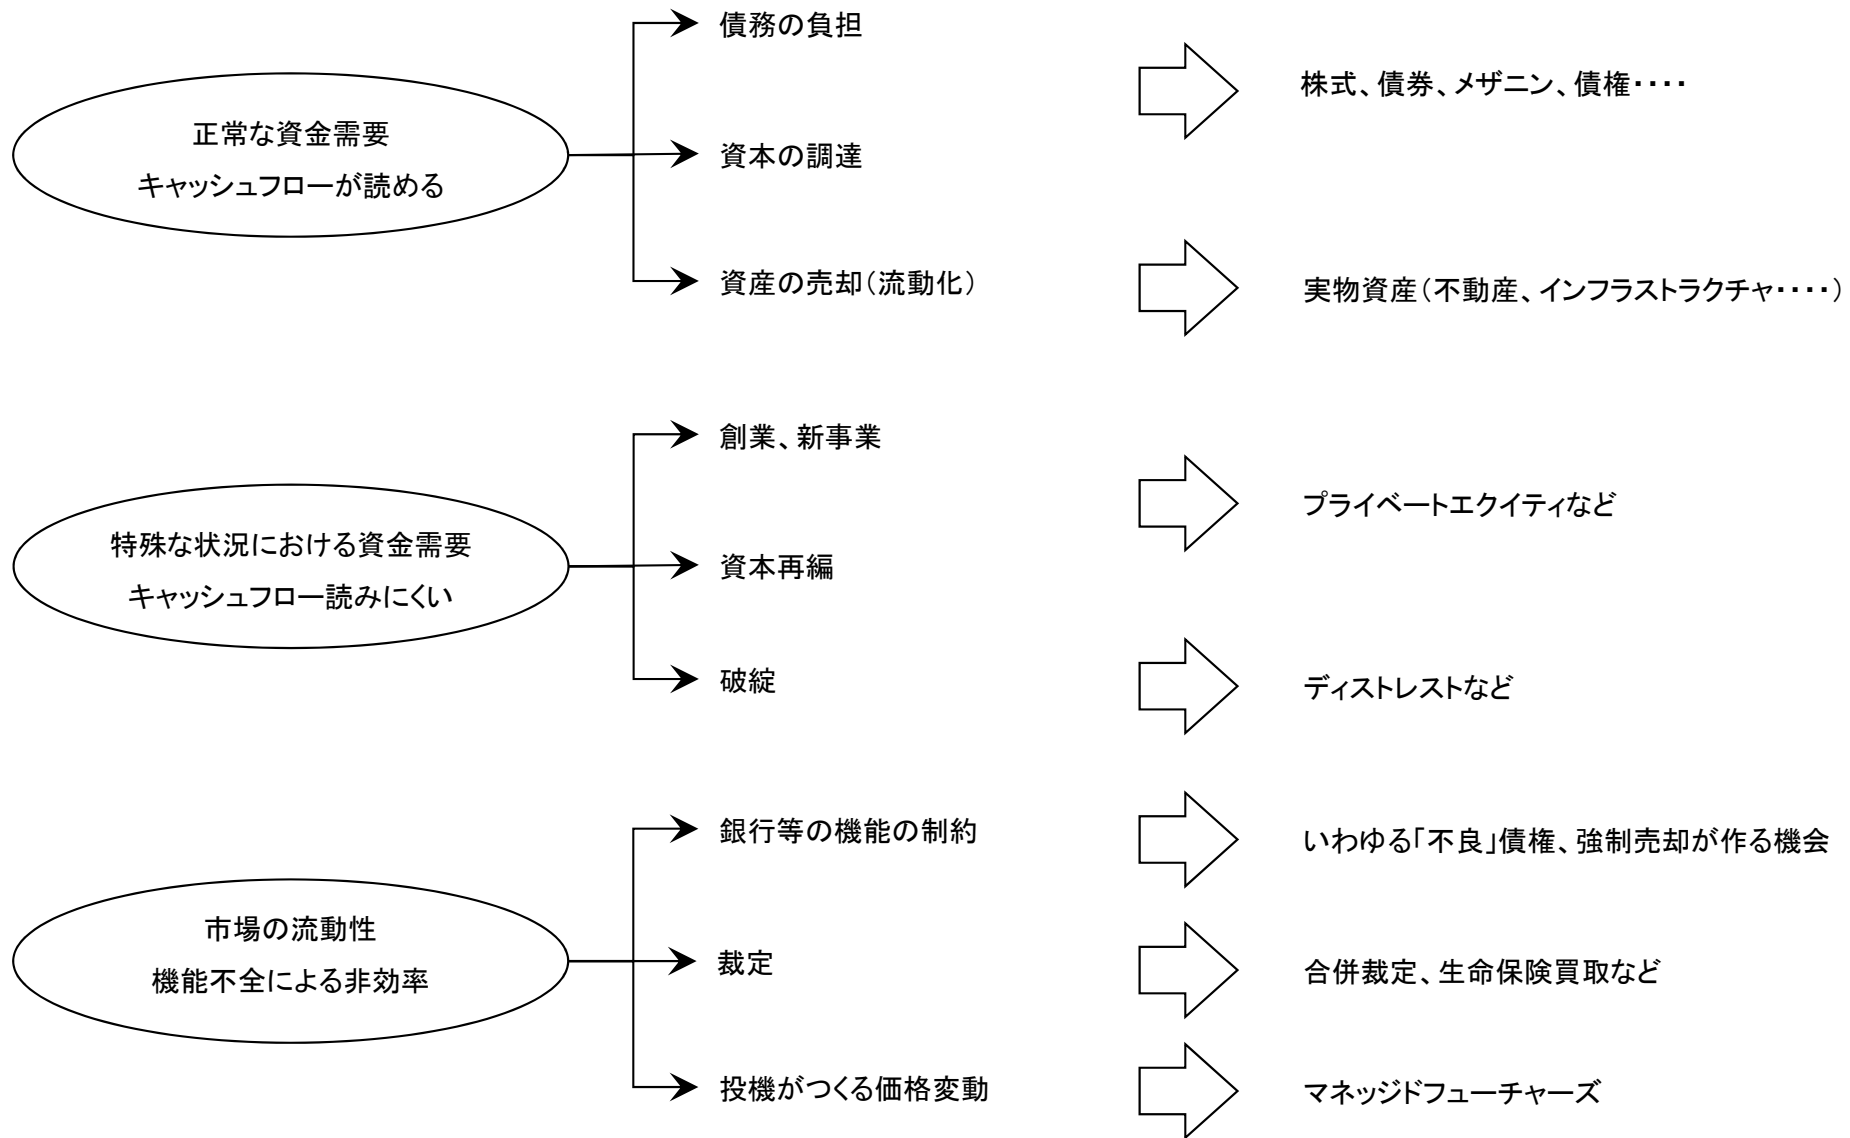 正常な資金需要
キャッシュフローが読める
債務の負担
資本の調達
資産の売却（流動化）
株式、債券、メザニン、債権････
実物資産（不動産、インフラストラクチャ････）
特殊な状況における資金需要
キャッシュフロー読みにくい
創業、新事業
資本再編
破綻
プライベートエクイティなど
ディストレストなど
市場の流動性
機能不全による非効率
銀行等の機能の制約
裁定
投機がつくる価格変動
いわゆる「不良」債権、強制売却が作る機会
合併裁定、生命保険買取など
マネッジドフューチャーズ